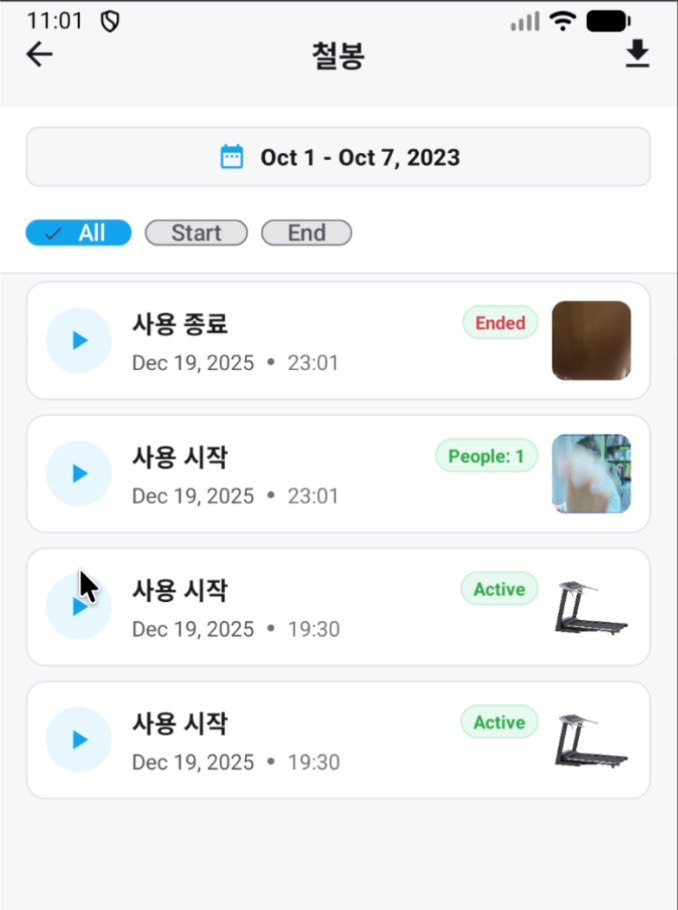 11:01
철봉
Oct 1 - Oct 7, 2023
All Start End
사용 종료 Ended
Dec 19, 2025 • 23:01
사용 시작 People: 1
Dec 19, 2025 • 23:01
사용 시작 Active
Dec 19, 2025 • 19:30
사용 시작 Active
Dec 19, 2025 • 19:30